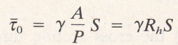 τ̄₀ = γ A/P S = γR_hS